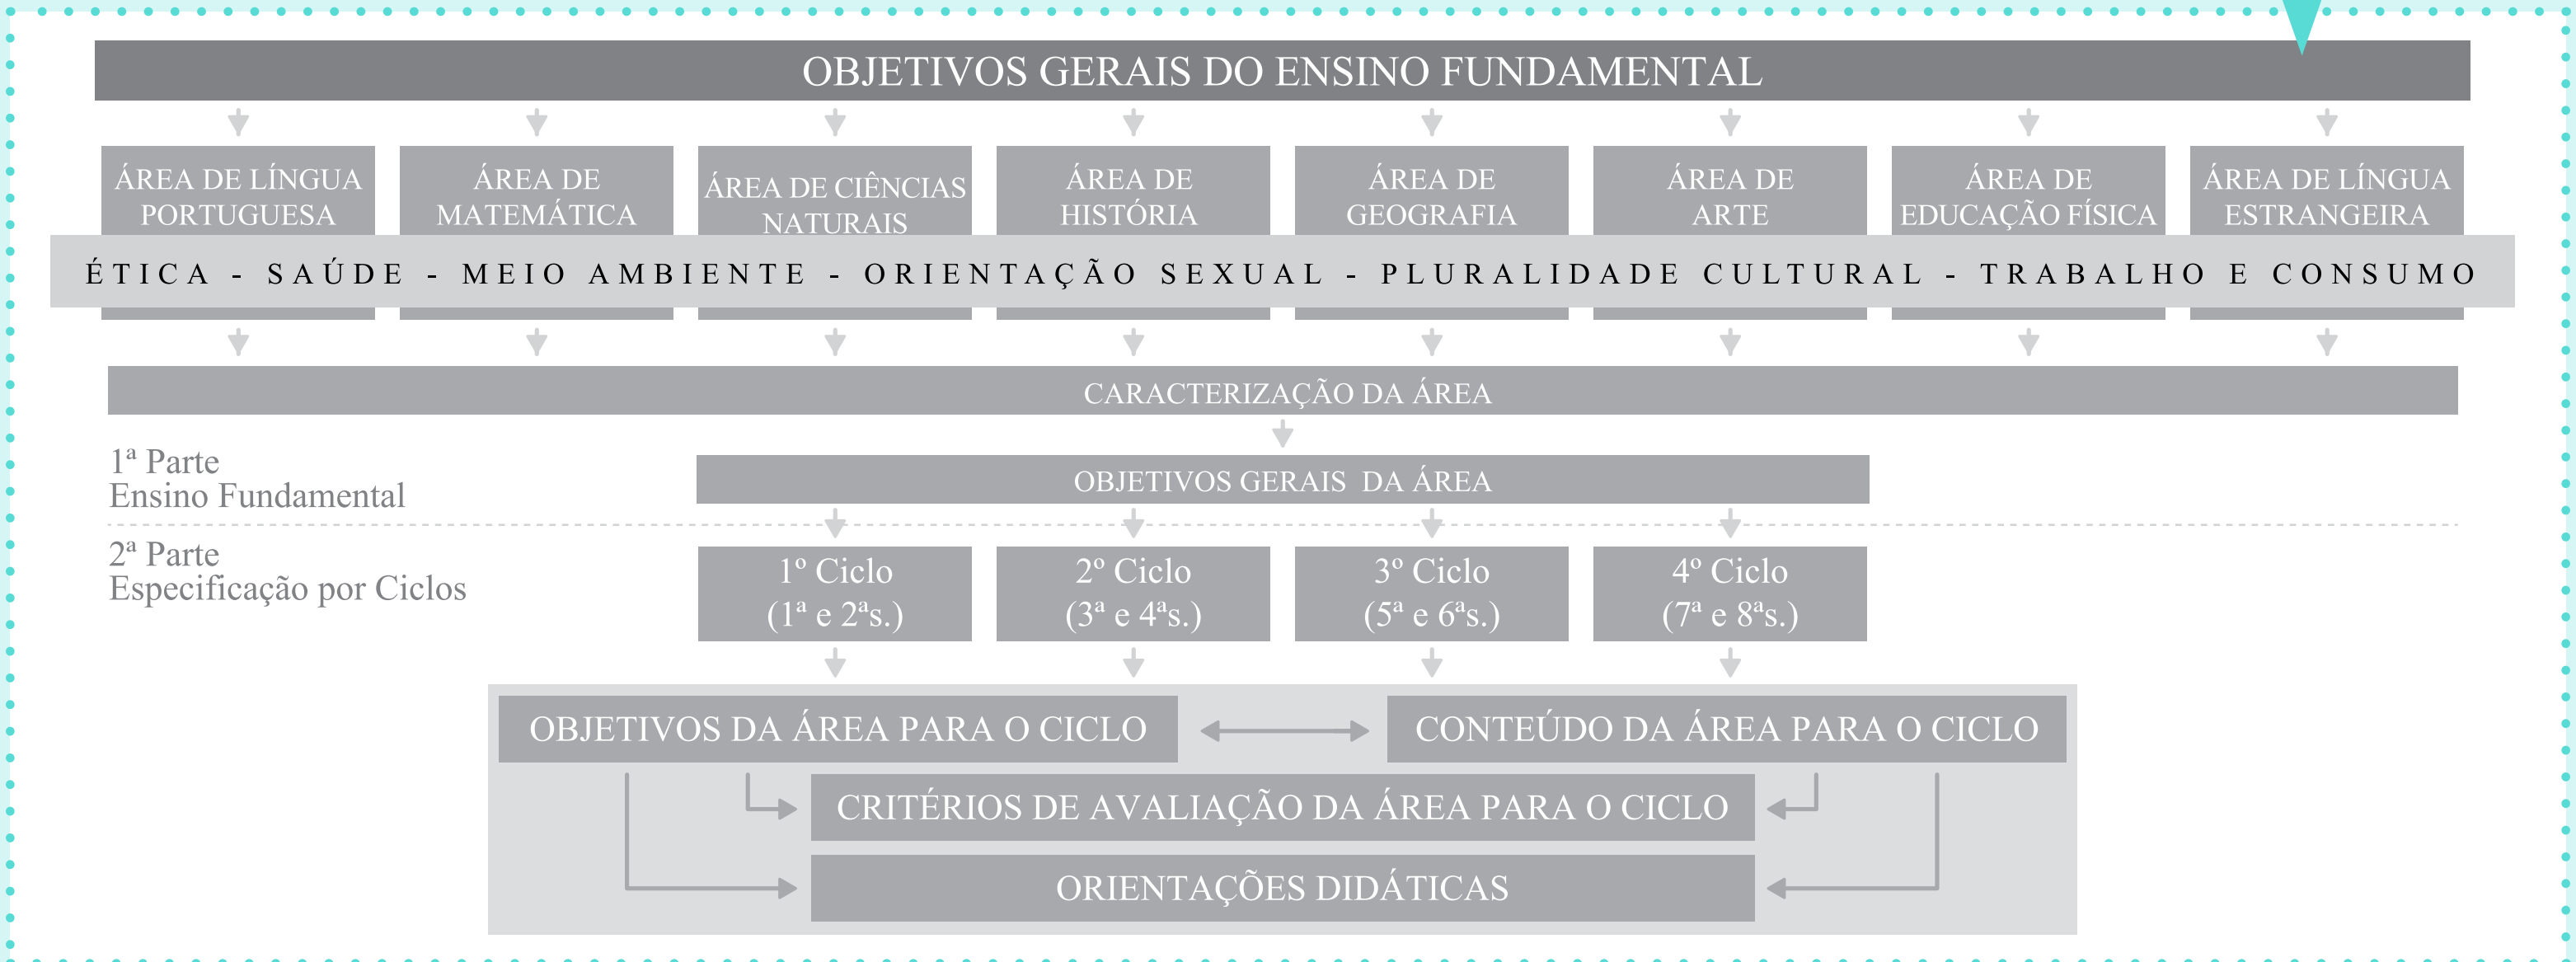 OBJETIVOS GERAIS DO ENSINO FUNDAMENTAL
ÁREA DE LÍNGUA
PORTUGUESA
ÁREA DE
MATEMÁTICA
ÁREA DE CIÊNCIAS
NATURAIS
ÁREA DE
HISTÓRIA
ÁREA DE
GEOGRAFIA
ÁREA DE
ARTE
ÁREA DE
EDUCAÇÃO FÍSICA
ÁREA DE LÍNGUA
ESTRANGEIRA
ÉTICA - SAÚDE - MEIO AMBIENTE - ORIENTAÇÃO SEXUAL - PLURALIDADE CULTURAL - TRABALHO E CONSUMO
CARACTERIZAÇÃO DA ÁREA
1ª Parte
Ensino Fundamental
OBJETIVOS GERAIS DA ÁREA
2ª Parte
Especificação por Ciclos
1º Ciclo
(1ª e 2ªs.)
2º Ciclo
(3ª e 4ªs.)
3º Ciclo
(5ª e 6ªs.)
4º Ciclo
(7ª e 8ªs.)
OBJETIVOS DA ÁREA PARA O CICLO
CONTEÚDO DA ÁREA PARA O CICLO
CRITÉRIOS DE AVALIAÇÃO DA ÁREA PARA O CICLO
ORIENTAÇÕES DIDÁTICAS